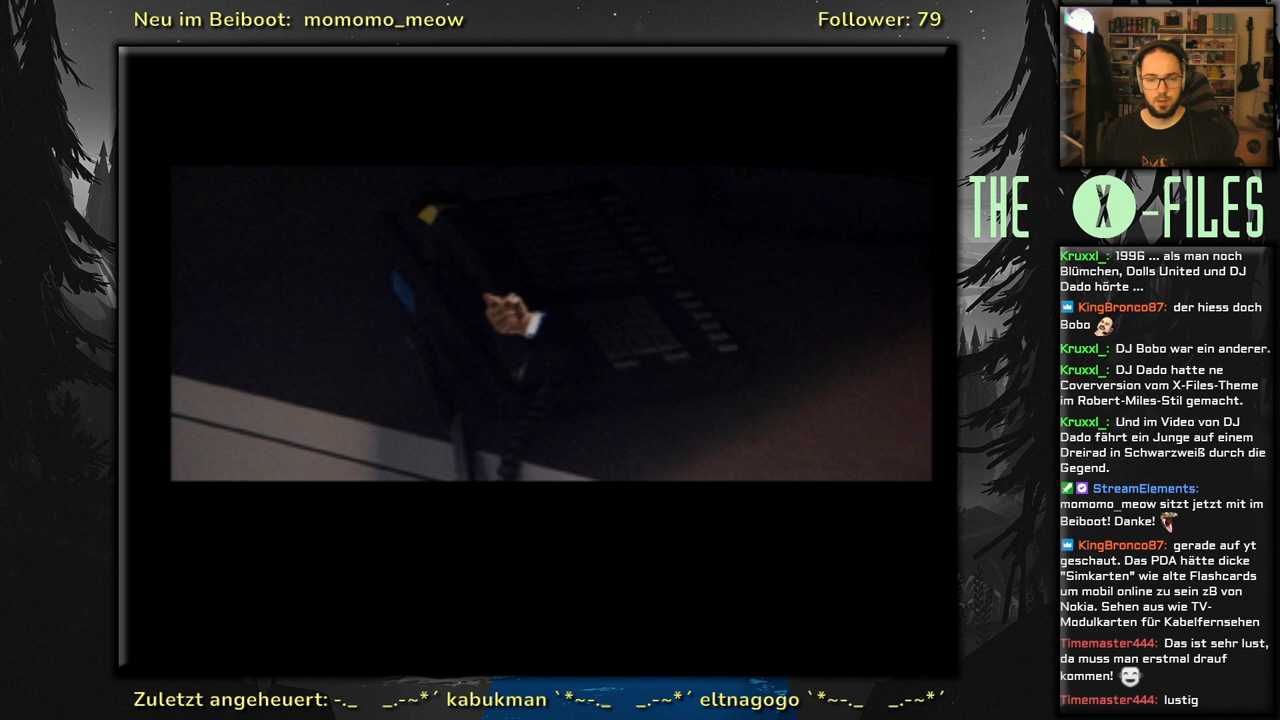 Neu im Beiboot: momomo_meow
Follower: 79
THE X-FILES
Kruxxl_: 1996 ... als man noch
Blümchen, Dolls United und DJ
Dado hörte ...
KingBronco87: der hiess doch
Bobo
Kruxxl_: DJ Bobo war ein anderer.
Kruxxl_: DJ Dado hatte ne
Coverversion vom X-Files-Theme
im Robert-Miles-Stil gemacht.
Kruxxl_: Und im Video von DJ
Dado fährt ein Junge auf einem
Dreirad in Schwarzweiß durch die
Gegend.
StreamElements:
momomo_meow sitzt jetzt mit im
Beiboot! Danke!
KingBronco87: gerade auf yt
geschaut. Das PDA hätte dicke
"Simkarten" wie alte Flashcards
um mobil online zu sein zB von
Nokia. Sehen aus wie TV-
Modulkarten für Kabelfernsehen
Timemaster444: Das ist sehr lust,
da muss man erstmal drauf
kommen!
Timemaster444: lustig
Zuletzt angeheuert: -._ _.-~*´ kabukman `*~-._ _.-~*´ eltnagogo `*~-._ _.-~*´